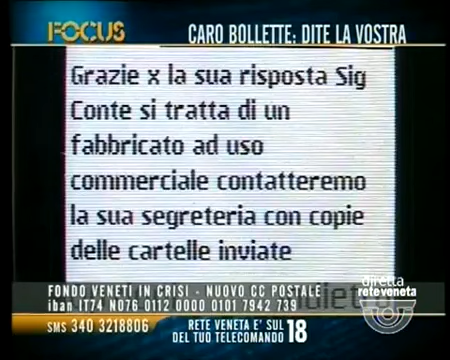 FOCUS
CARO BOLLETTE: DITE LA VOSTRA
Grazie x la sua risposta Sig
Conte si tratta di un
fabbricato ad uso
commerciale contatteremo
la sua segreteria con copie
delle cartelle inviate
diretta
reteveneta
FONDO VENETI IN CRISI - NUOVO CC POSTALE
iban IT74 N076 0112 0000 0101 7942 739
SMS 340 3218806
RETE VENETA E' SUL
DEL TUO TELECOMANDO 18